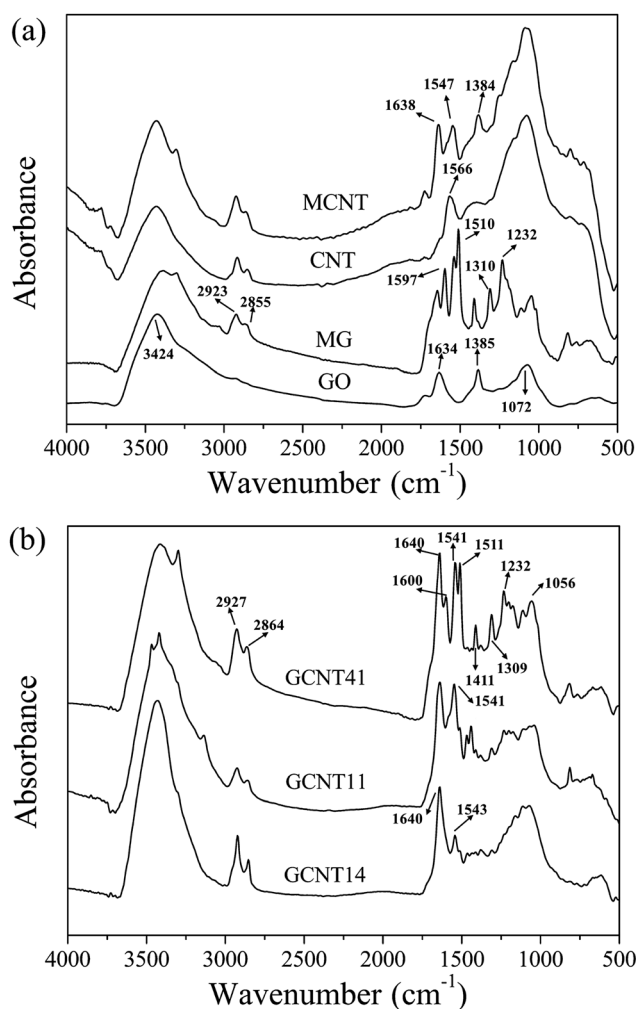 (a)
Absorbance
1638
1547
1384
1566
MCNT
CNT
1510
1232
1597
1310
2923
2855
MG
3424
GO
1634
1385
1072
4000 3500 3000 2500 2000 1500 1000 500
Wavenumber (cm-1)
(b)
Absorbance
1640
1541
1511
1600
1232
1056
2927
2864
GCNT41
1411
1309
1541
GCNT11
1640
1543
GCNT14
4000 3500 3000 2500 2000 1500 1000 500
Wavenumber (cm-1)